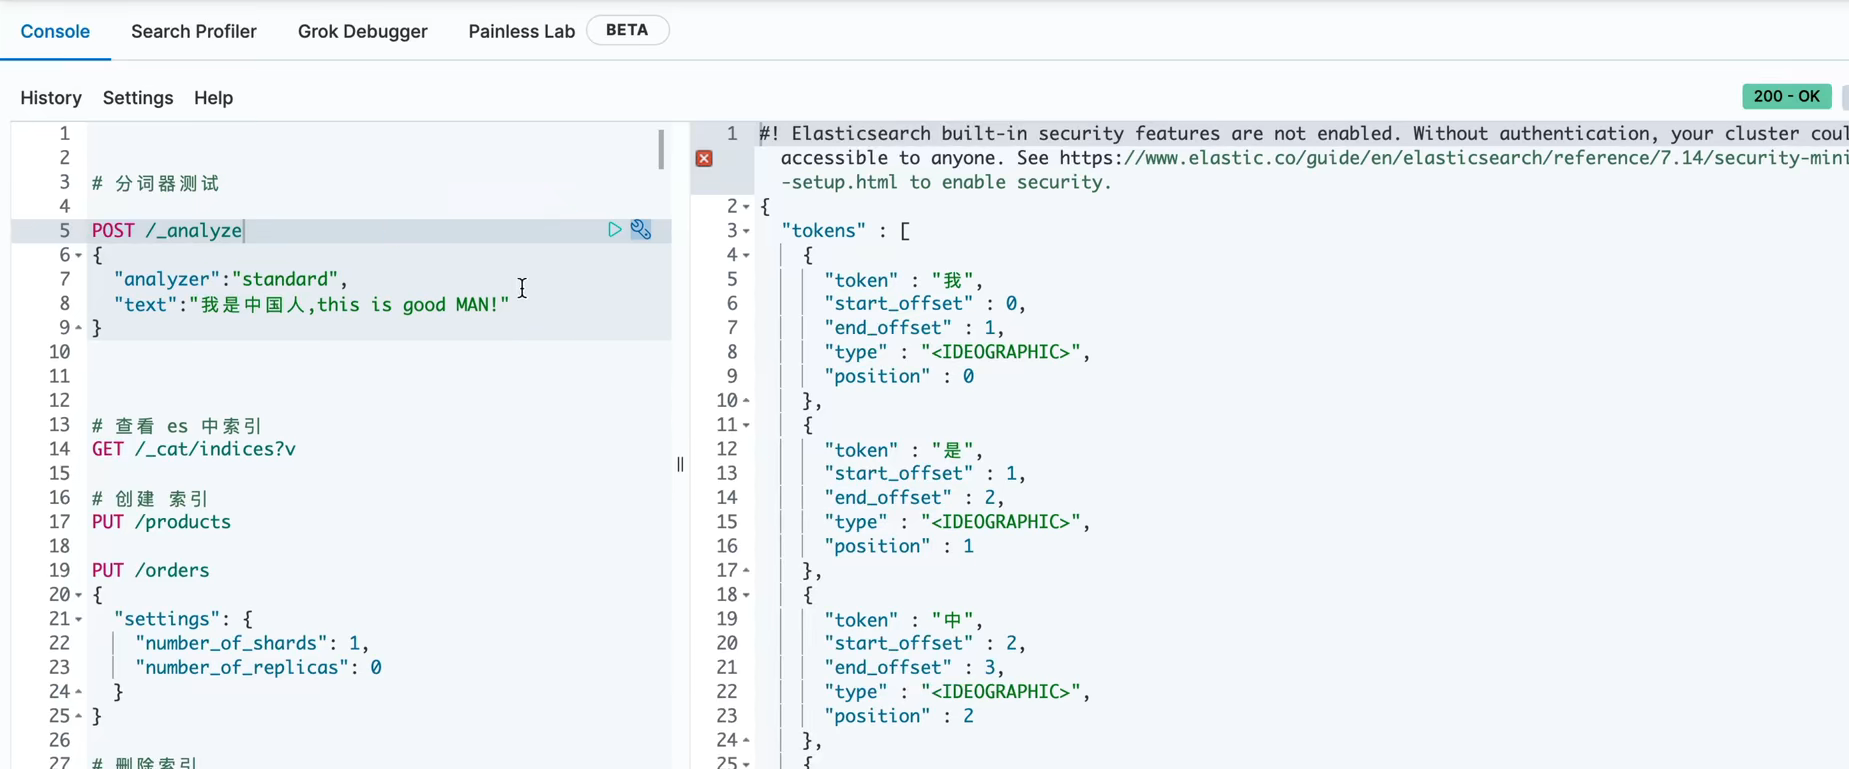 Console Search Profiler Grok Debugger Painless Lab BETA
History Settings Help
200 - OK
1
2
3 # 分词器测试
4
5 POST /_analyze
6 {
7 "analyzer":"standard",
8 "text":"我是中国人,this is good MAN!"
9 }
10
11
12
13 # 查看 es 中索引
14 GET /_cat/indices?v
15
16 # 创建 索引
17 PUT /products
18
19 PUT /orders
20 {
21 "settings": {
22 "number_of_shards": 1,
23 "number_of_replicas": 0
24 }
25 }
26
27 # 删除索引
1 #! Elasticsearch built-in security features are not enabled. Without authentication, your cluster coul
accessible to anyone. See https://www.elastic.co/guide/en/elasticsearch/reference/7.14/security-mini
-setup.html to enable security.
2 {
3 "tokens" : [
4 {
5 "token" : "我",
6 "start_offset" : 0,
7 "end_offset" : 1,
8 "type" : "<IDEOGRAPHIC>",
9 "position" : 0
10 },
11 {
12 "token" : "是",
13 "start_offset" : 1,
14 "end_offset" : 2,
15 "type" : "<IDEOGRAPHIC>",
16 "position" : 1
17 },
18 {
19 "token" : "中",
20 "start_offset" : 2,
21 "end_offset" : 3,
22 "type" : "<IDEOGRAPHIC>",
23 "position" : 2
24 },
25 {